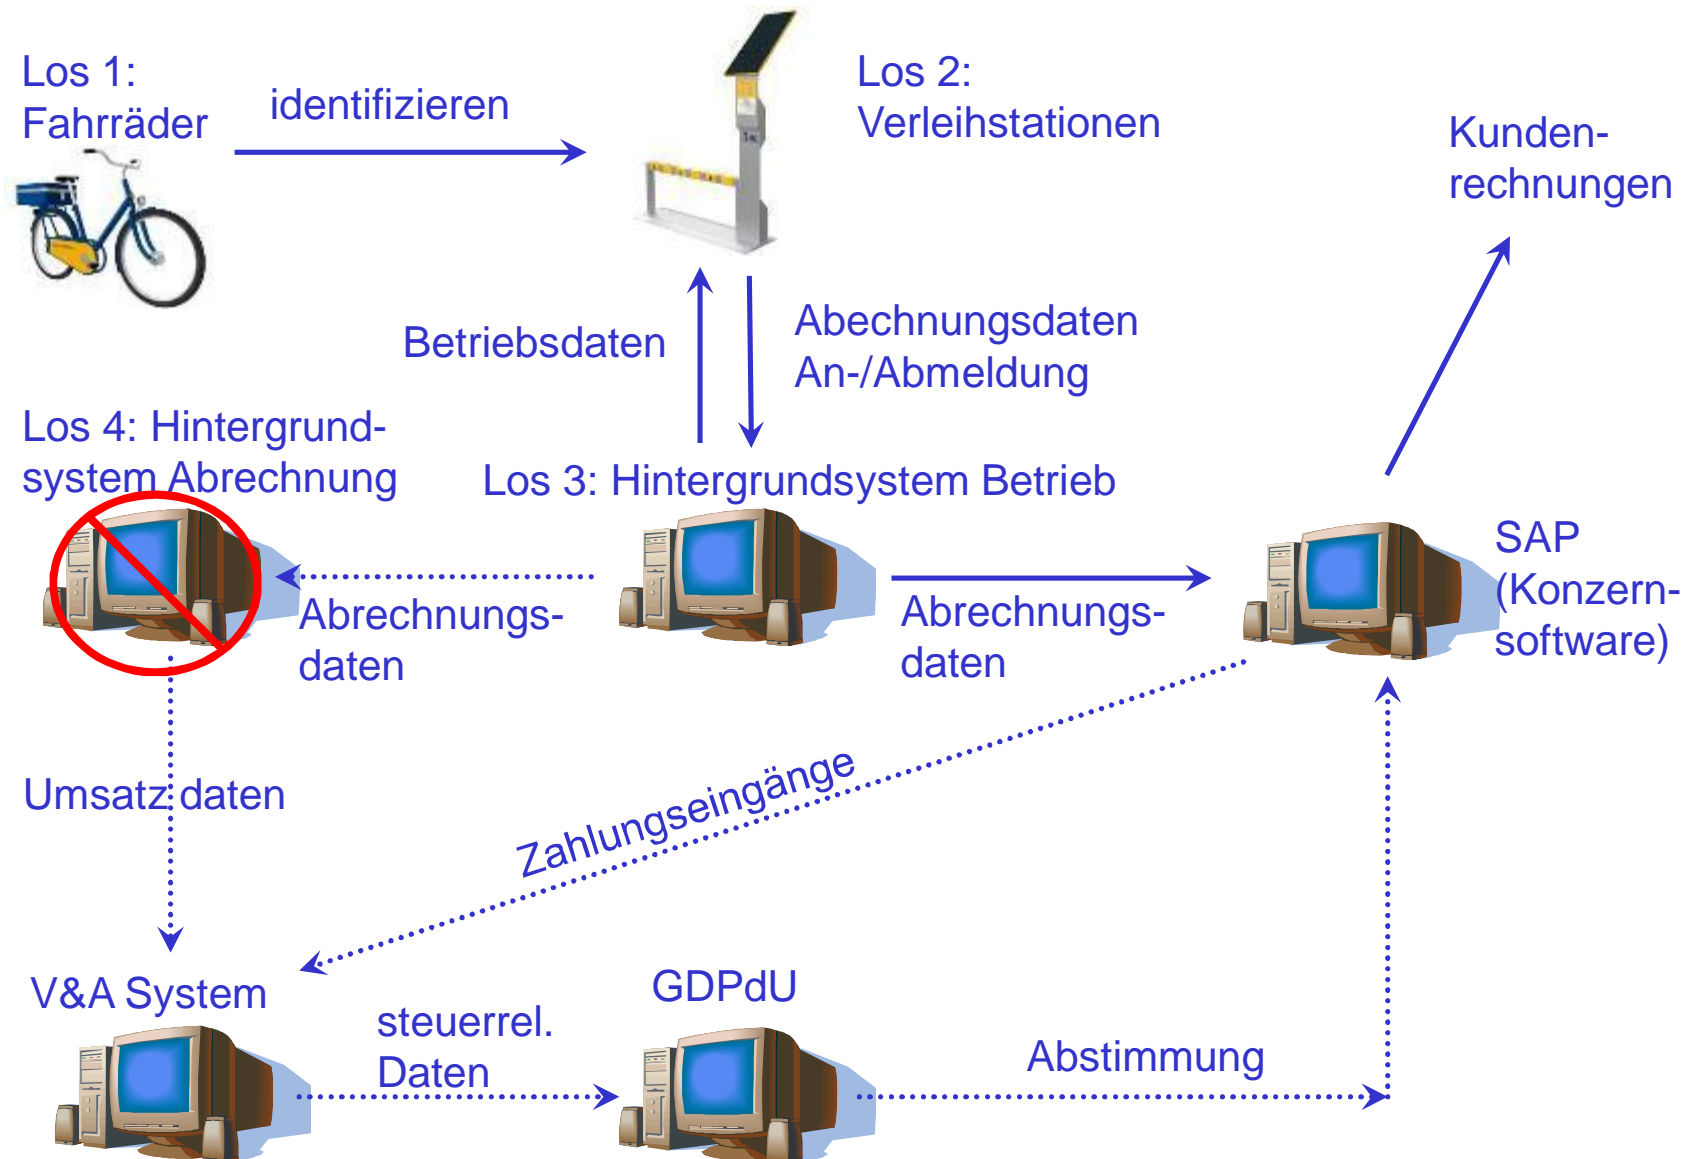 Los 1:
Fahrräder
identifizieren
Los 2:
Verleihstationen
Kunden-
rechnungen
Betriebsdaten
Abechnungsdaten
An-/Abmeldung
Los 4: Hintergrund-
system Abrechnung
Los 3: Hintergrundsystem Betrieb
SAP
(Konzern-
software)
Abrechnungs-
daten
Abrechnungs-
daten
Umsatz daten
Zahlungseingänge
V&A System
steuerrel.
Daten
GDPdU
Abstimmung